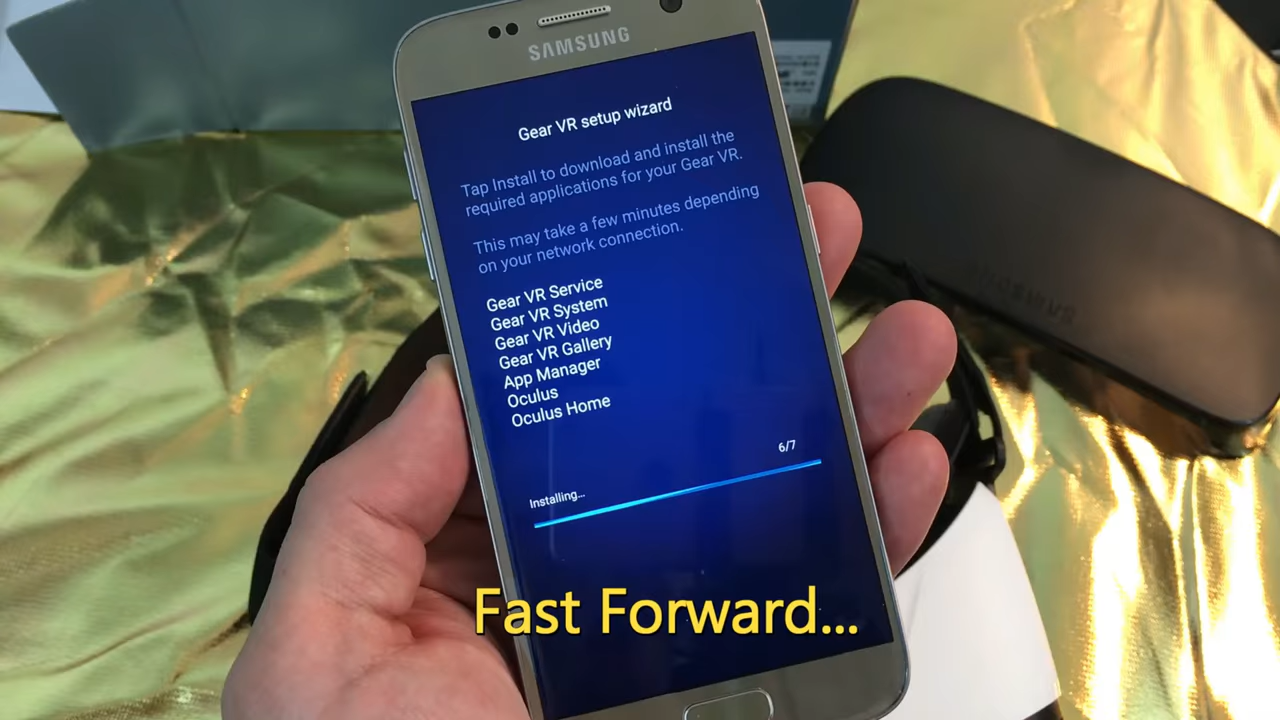 SAMSUNG
Gear VR setup wizard
Tap Install to download and install the
required applications for your Gear VR.
This may take a few minutes depending
on your network connection.
Gear VR Service
Gear VR System
Gear VR Video
Gear VR Gallery
App Manager
Oculus
Oculus Home
6/7
Installing...
Fast Forward...